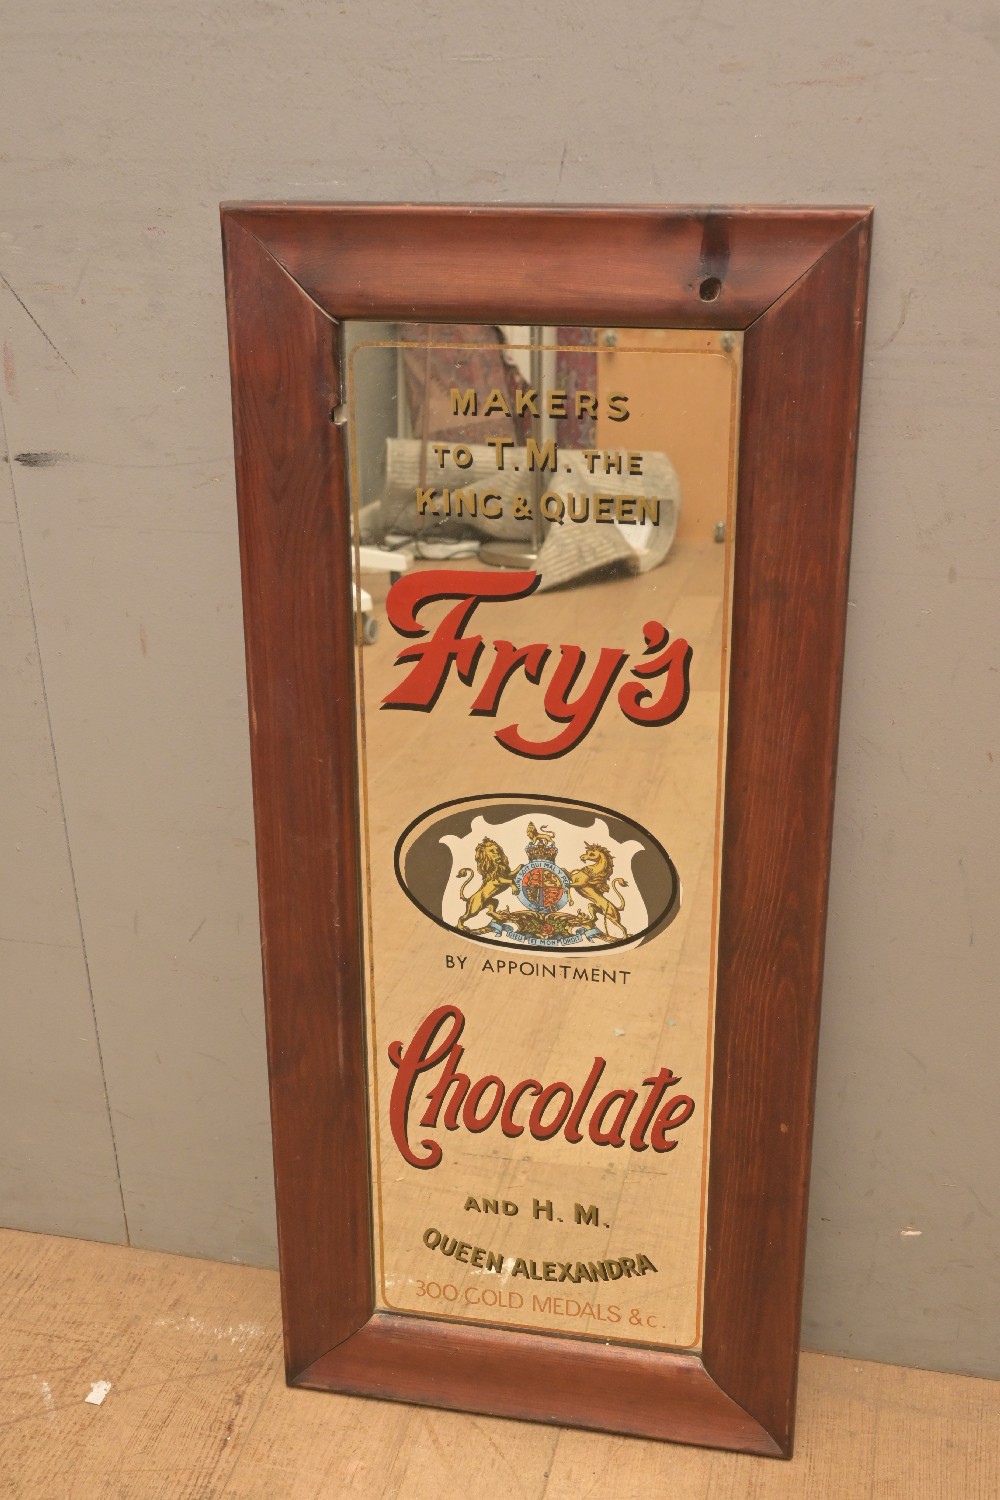 MAKERS
TO T.M. THE
KING & QUEEN
Fry's
BY APPOINTMENT
Chocolate
AND H. M.
QUEEN ALEXANDRA
300 GOLD MEDALS & c.